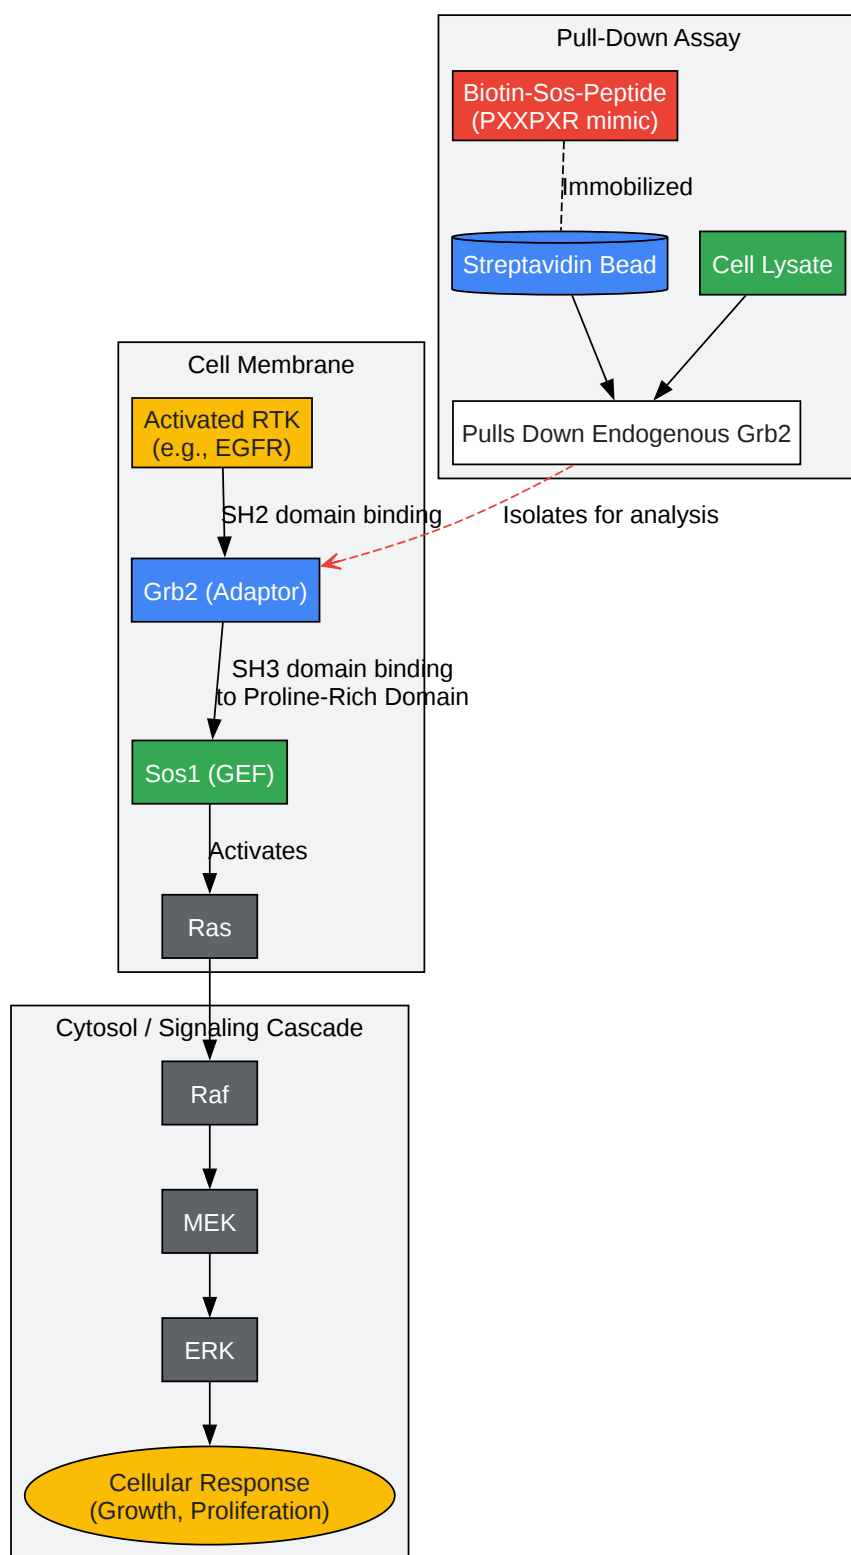 Pull-Down Assay
Biotin-Sos-Peptide
(PXXPXR mimic)
Immobilized
Streptavidin Bead
Cell Lysate
Pulls Down Endogenous Grb2
Isolates for analysis
Cell Membrane
Activated RTK
(e.g., EGFR)
SH2 domain binding
Grb2 (Adaptor)
SH3 domain binding
to Proline-Rich Domain
Sos1 (GEF)
Activates
Ras
Cytosol / Signaling Cascade
Raf
MEK
ERK
Cellular Response
(Growth, Proliferation)